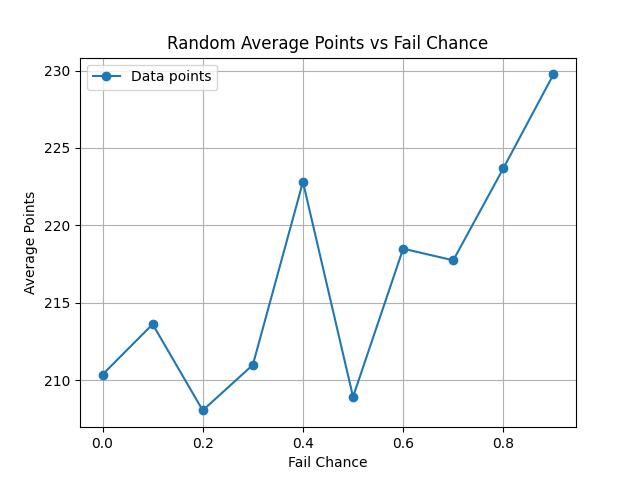 Random Average Points vs Fail Chance
Data points
230
225
220
215
210
Average Points
0.0 0.2 0.4 0.6 0.8
Fail Chance